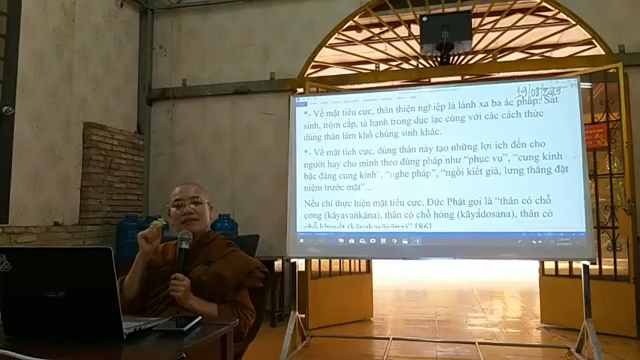 19/08/2023
*- Về mặt tiêu cực, thân thiện nghiệp là lánh xa ba ác pháp: Sát
sinh, trộm cắp, tà hạnh trong dục lạc cùng với các cách thức
dùng thân làm khổ chúng sinh khác.
*- Về mặt tích cực, dùng thân này tạo những lợi ích đến cho
người hay cho mình theo đúng pháp như “phục vụ”, “cung kính
bậc đáng cung kính”, “nghe pháp”, “ngồi kiết già, lưng thẳng đặt
niệm trước mặt”...
Nếu chỉ thực hiện mặt tiêu cực, Đức Phật gọi là “thân có chỗ
cong (kāyavaṅkāna), thân có chỗ hỏng (kāyadosana), thân có